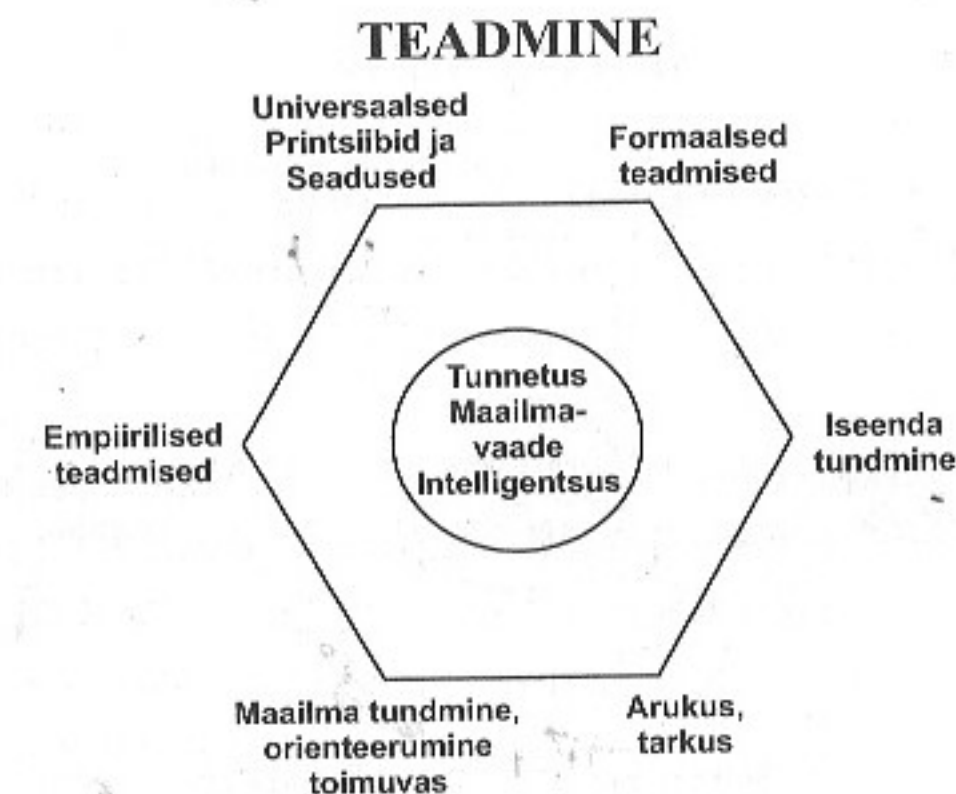 TEADMINE
Universaalsed
Printsiibid ja
Seadused
Formaalsed
teadmised
Tunnetus
Maailma-
vaade
Intelligentsus
Empiirilised
teadmised
Iseenda
tundmine
Maailma tundmine,
orienteerumine
toimuvas
Arukus,
tarkus